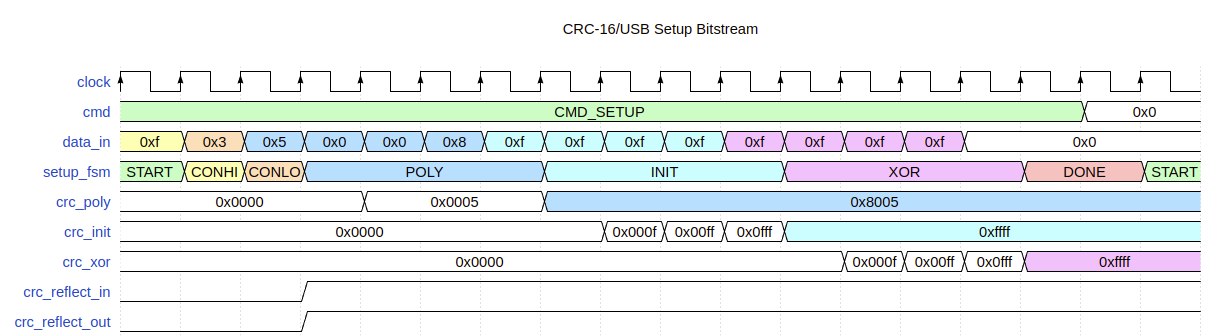 CRC-16/USB Setup Bitstream
clock
cmd CMD_SETUP 0x0
data_in 0xf 0x3 0x5 0x0 0x0 0x8 0xf 0xf 0xf 0xf 0xf 0xf 0xf 0xf 0x0
setup_fsm START CONHI CONLO POLY INIT XOR DONE START
crc_poly 0x0000 0x0005 0x8005
crc_init 0x0000 0x000f 0x00ff 0x0fff 0xffff
crc_xor 0x0000 0x000f 0x00ff 0x0fff 0xffff
crc_reflect_in
crc_reflect_out